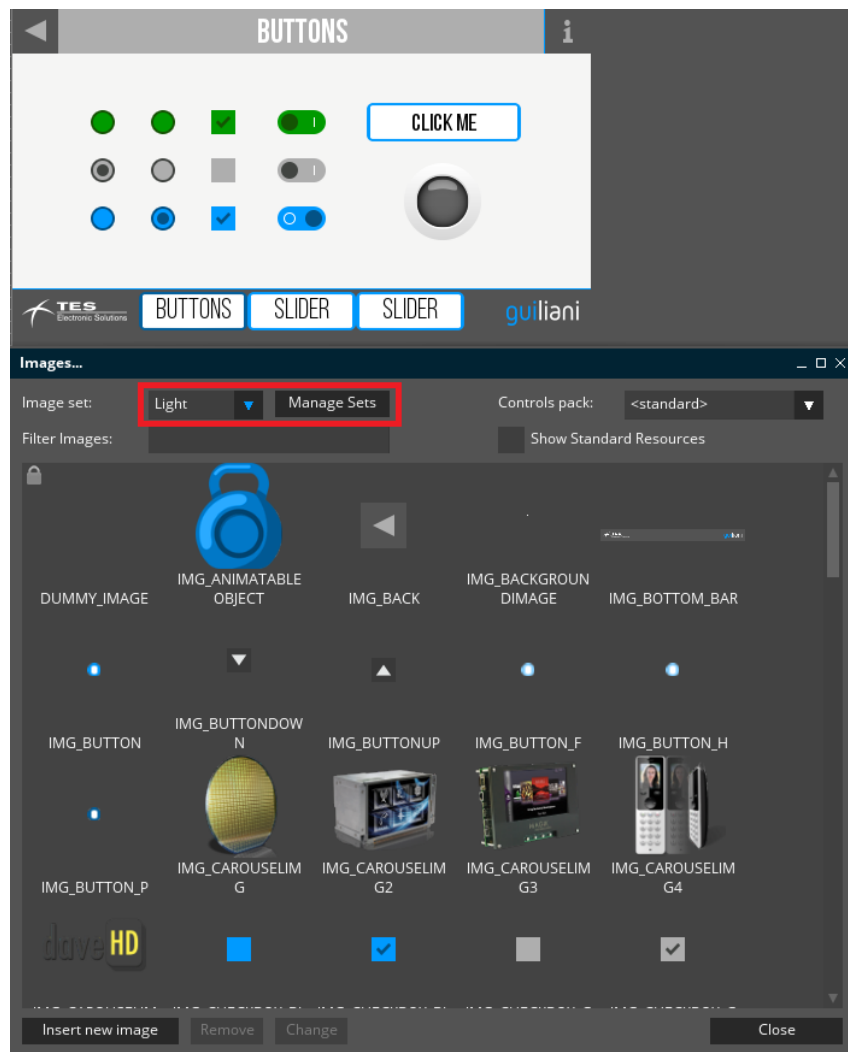 BUTTONS
i
CLICK ME
TES
Electronic Solutions
BUTTONS
SLIDER
SLIDER
guiliani
Images...
Image set:
Light
Manage Sets
Controls pack:
<standard>
Filter Images:
Show Standard Resources
DUMMY_IMAGE
IMG_ANIMATABLE
OBJECT
IMG_BACK
IMG_BACKGROUN
DIMAGE
IMG_BOTTOM_BAR
IMG_BUTTON
IMG_BUTTONDOW
N
IMG_BUTTONUP
IMG_BUTTON_F
IMG_BUTTON_H
IMG_BUTTON_P
IMG_CAROUSELIM
G
IMG_CAROUSELIM
G2
IMG_CAROUSELIM
G3
IMG_CAROUSELIM
G4
dave HD
Insert new image
Remove
Change
Close